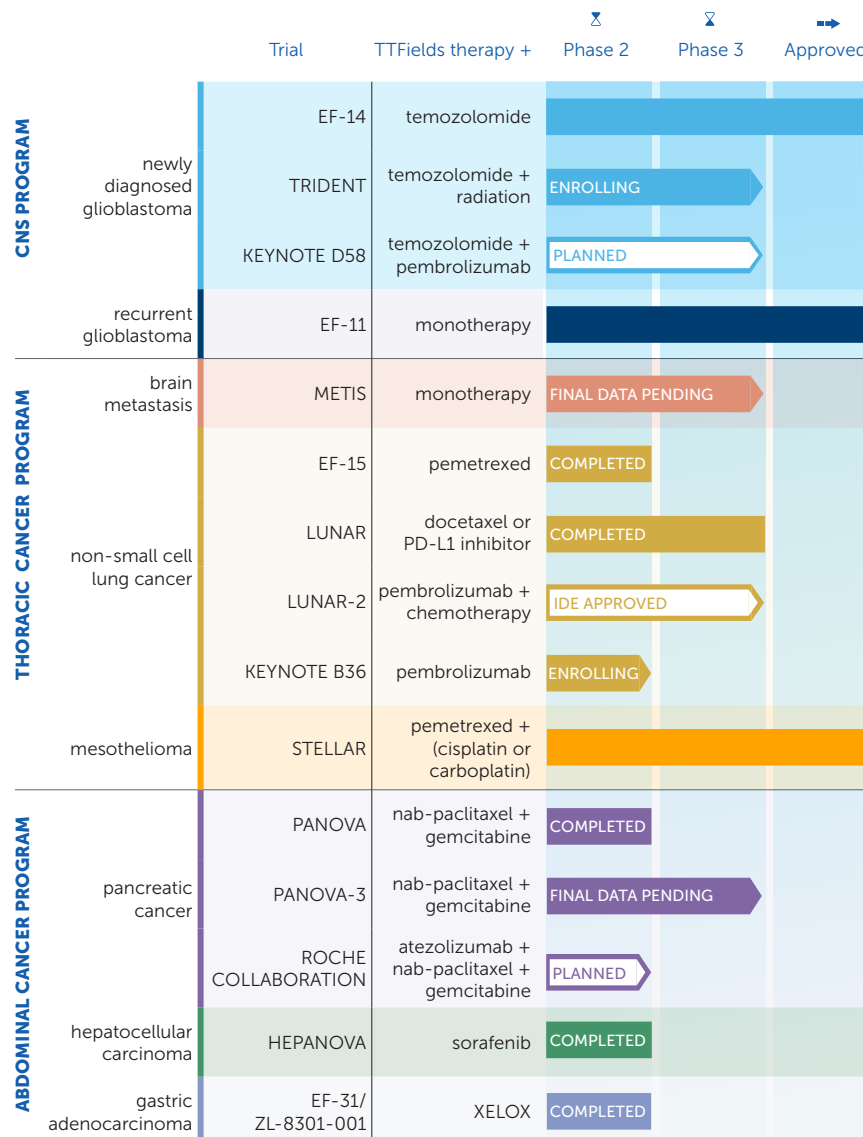 Trial TTFields therapy + Phase 2 Phase 3 Approved
CNS PROGRAM
newly
diagnosed
glioblastoma
EF-14 temozolomide
TRIDENT temozolomide +
radiation ENROLLING
KEYNOTE D58 temozolomide +
pembrolizumab PLANNED
recurrent
glioblastoma
EF-11 monotherapy
THORACIC CANCER PROGRAM
brain
metastasis
METIS monotherapy FINAL DATA PENDING
non-small cell
lung cancer
EF-15 pemetrexed COMPLETED
LUNAR docetaxel or
PD-L1 inhibitor COMPLETED
LUNAR-2 pembrolizumab +
chemotherapy IDE APPROVED
KEYNOTE B36 pembrolizumab ENROLLING
mesothelioma
STELLAR pemetrexed +
(cisplatin or
carboplatin)
ABDOMINAL CANCER PROGRAM
pancreatic
cancer
PANOVA nab-paclitaxel +
gemcitabine COMPLETED
PANOVA-3 nab-paclitaxel +
gemcitabine FINAL DATA PENDING
ROCHE
COLLABORATION
atezolizumab +
nab-paclitaxel +
gemcitabine PLANNED
hepatocellular
carcinoma
HEPANOVA sorafenib COMPLETED
gastric
adenocarcinoma
EF-31/
ZL-8301-001
XELOX COMPLETED